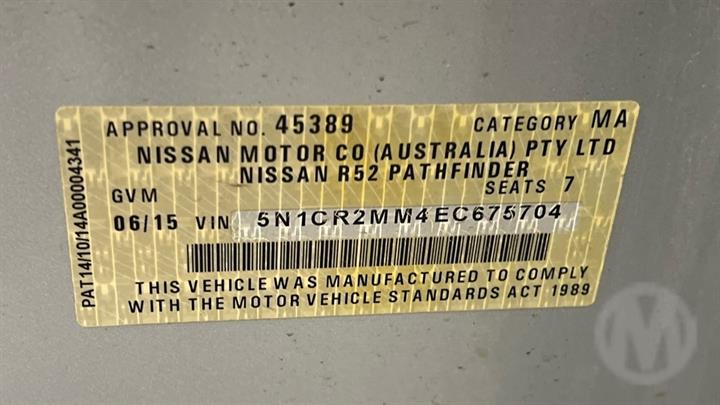 APPROVAL NO. 45389 CATEGORY MA
NISSAN MOTOR CO (AUSTRALIA) PTY LTD
NISSAN R52 PATHFINDER
GVM SEATS 7
06/15 VIN 5N1CR2MM4EC675704
THIS VEHICLE WAS MANUFACTURED TO COMPLY
WITH THE MOTOR VEHICLE STANDARDS ACT 1989
PAT14/10/14A00004341
M